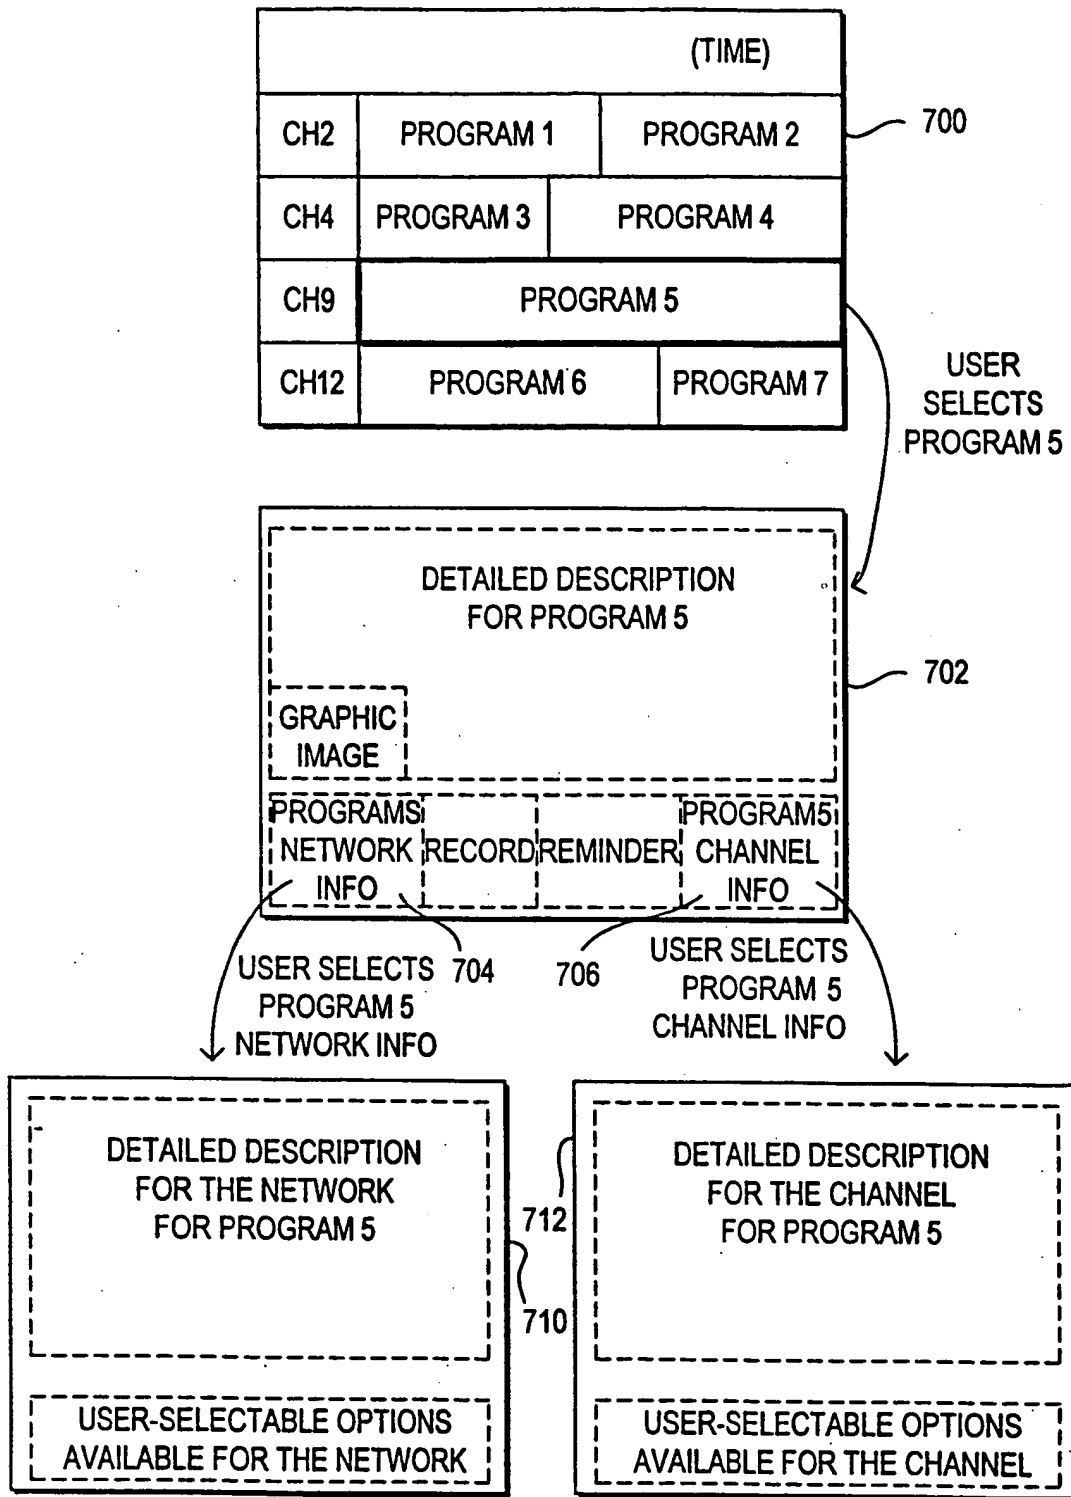 (TIME)
CH2 PROGRAM 1 PROGRAM 2
700
CH4 PROGRAM 3 PROGRAM 4
CH9 PROGRAM 5
CH12 PROGRAM 6 PROGRAM 7
USER
SELECTS
PROGRAM 5
DETAILED DESCRIPTION
FOR PROGRAM 5
702
GRAPHIC
IMAGE
PROGRAMS
NETWORK
INFO
RECORD
REMINDER
PROGRAM5
CHANNEL
INFO
704
706
USER SELECTS
PROGRAM 5
NETWORK INFO
USER SELECTS
PROGRAM 5
CHANNEL INFO
DETAILED DESCRIPTION
FOR THE NETWORK
FOR PROGRAM 5
710
USER-SELECTABLE OPTIONS
AVAILABLE FOR THE NETWORK
712
DETAILED DESCRIPTION
FOR THE CHANNEL
FOR PROGRAM 5
USER-SELECTABLE OPTIONS
AVAILABLE FOR THE CHANNEL